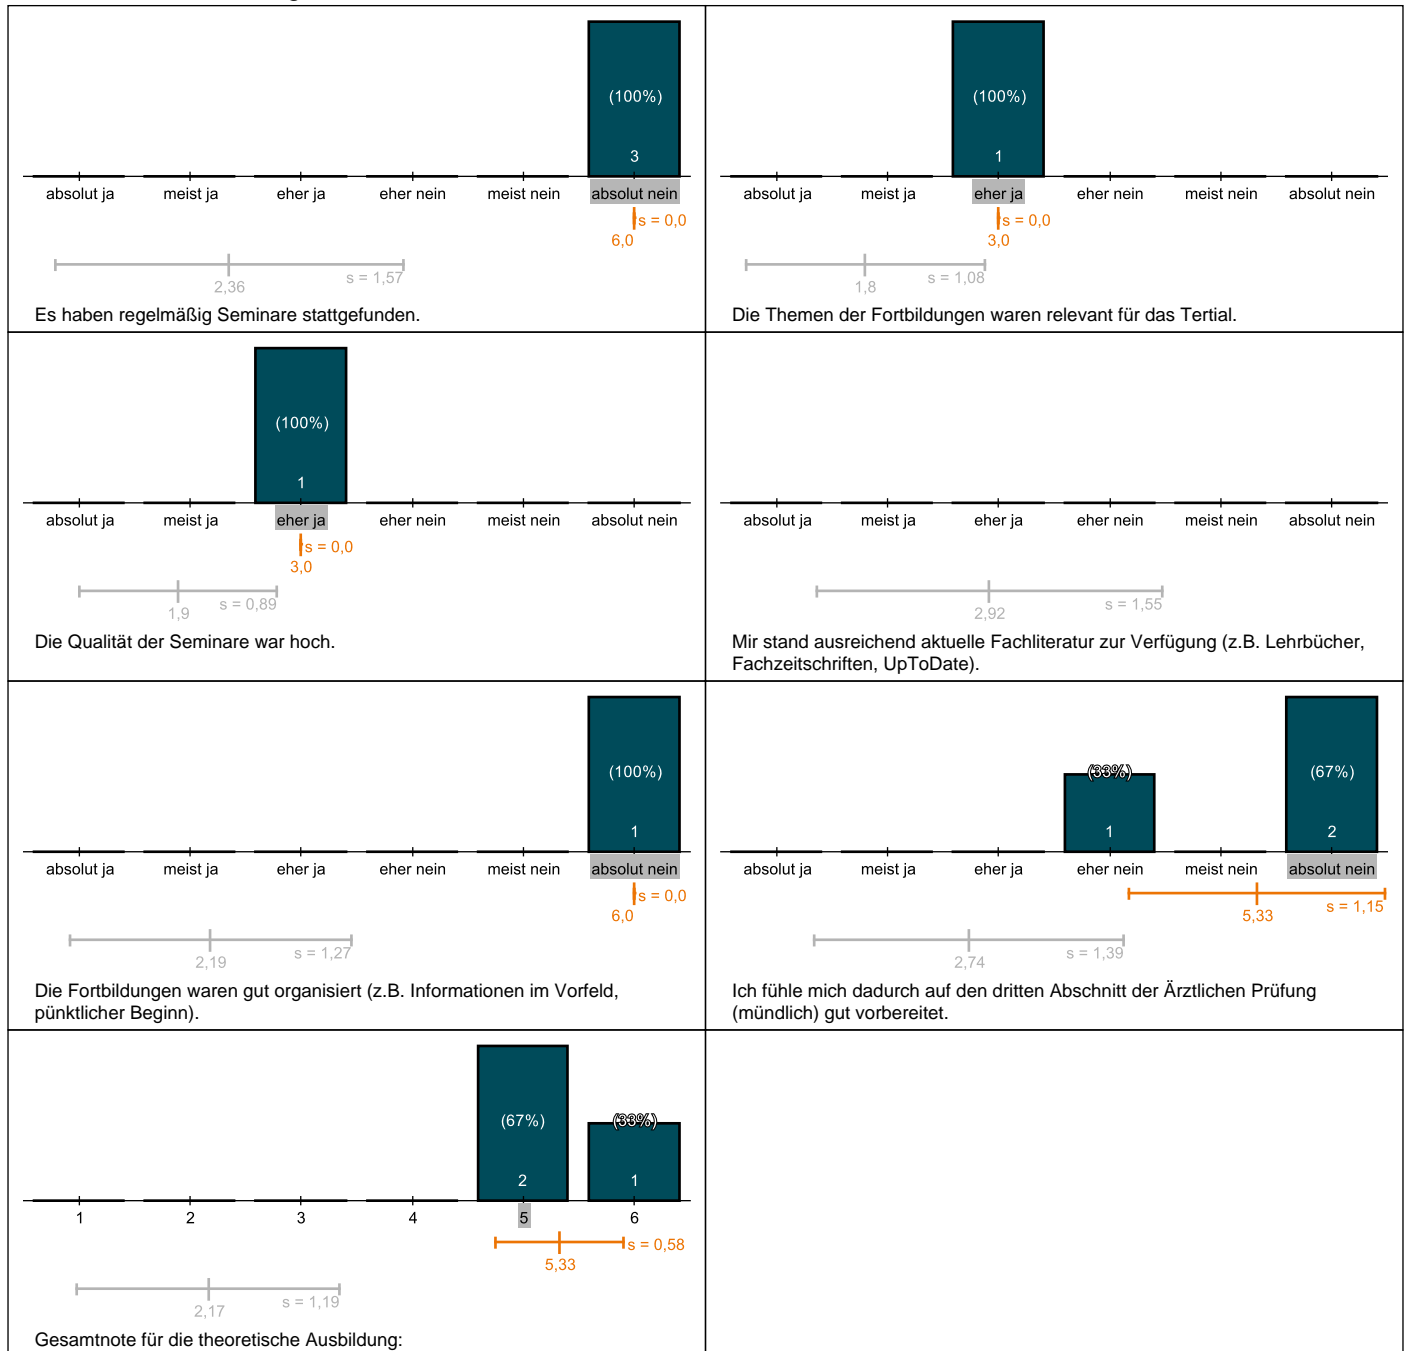 (100%)
3
absolut ja meist ja eher ja eher nein meist nein absolut nein
s = 0,0
6,0
s = 1,57
2,36
Es haben regelmäßig Seminare stattgefunden.
(100%)
1
absolut ja meist ja eher ja eher nein meist nein absolut nein
s = 0,0
3,0
s = 1,08
1,8
Die Themen der Fortbildungen waren relevant für das Tertial.
(100%)
1
absolut ja meist ja eher ja eher nein meist nein absolut nein
s = 0,0
3,0
s = 0,89
1,9
Die Qualität der Seminare war hoch.
absolut ja meist ja eher ja eher nein meist nein absolut nein
s = 1,55
2,92
Mir stand ausreichend aktuelle Fachliteratur zur Verfügung (z.B. Lehrbücher,
Fachzeitschriften, UpToDate).
(100%)
1
absolut ja meist ja eher ja eher nein meist nein absolut nein
s = 0,0
6,0
s = 1,27
2,19
Die Fortbildungen waren gut organisiert (z.B. Informationen im Vorfeld,
pünktlicher Beginn).
(33%) (67%)
1 2
absolut ja meist ja eher ja eher nein meist nein absolut nein
s = 1,15
5,33
s = 1,39
2,74
Ich fühle mich dadurch auf den dritten Abschnitt der Ärztlichen Prüfung
(mündlich) gut vorbereitet.
(67%) (33%)
2 1
1 2 3 4 5 6
s = 0,58
5,33
s = 1,19
2,17
Gesamtnote für die theoretische Ausbildung: